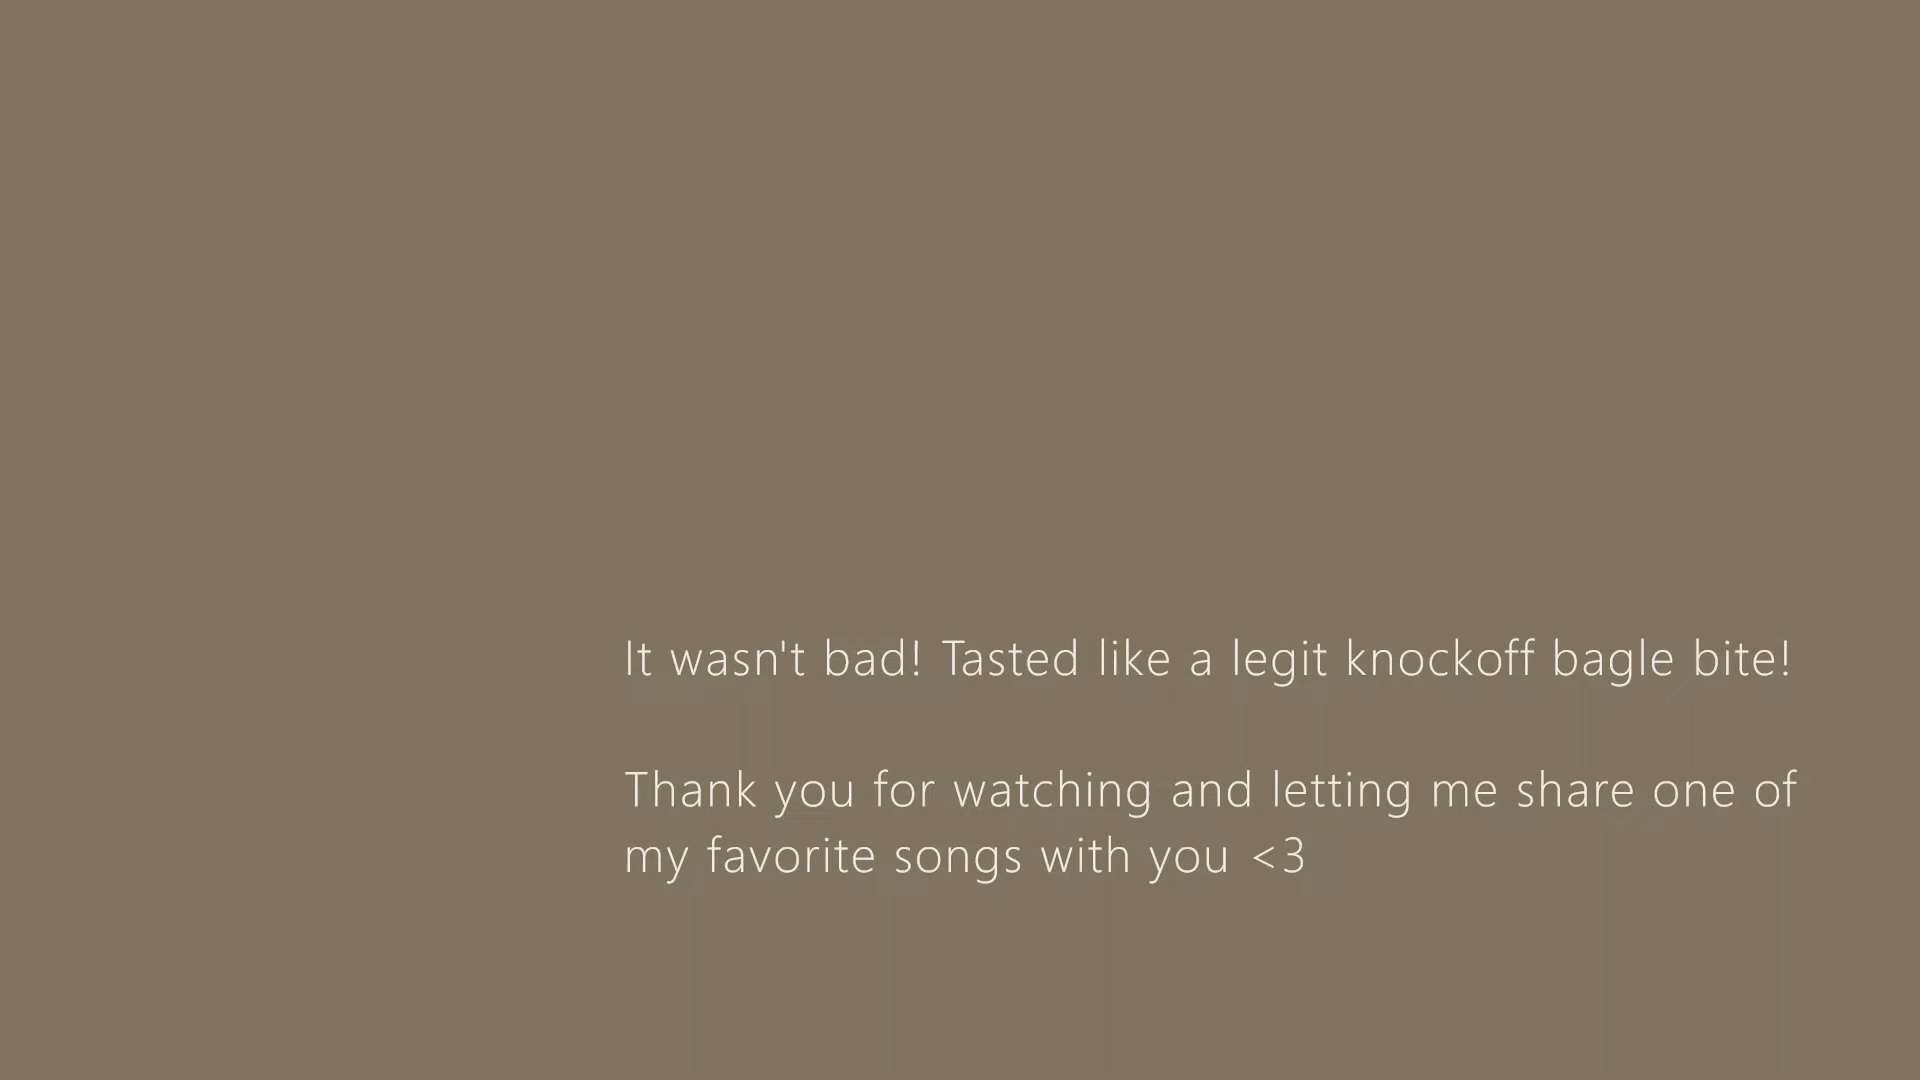 It wasn't bad! Tasted like a legit knockoff bagle bite!
Thank you for watching and letting me share one of
my favorite songs with you <3